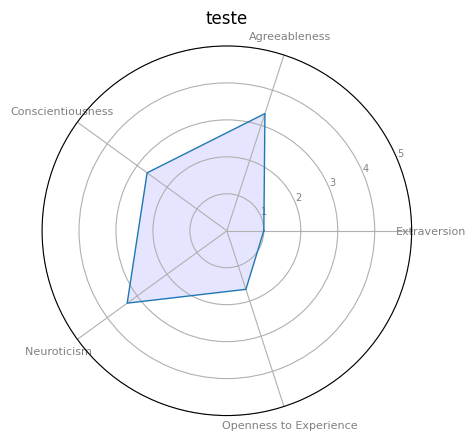 teste
Agreeableness
Conscientiousness
5
4
3
2
1
Extraversion
Neuroticism
Openness to Experience